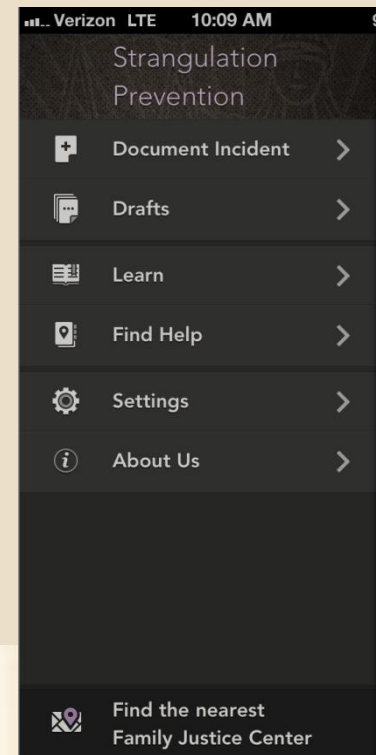 Verizon LTE 10:09 AM
Strangulation
Prevention
Document Incident
Drafts
Learn
Find Help
Settings
i
About Us
Find the nearest
Family Justice Center